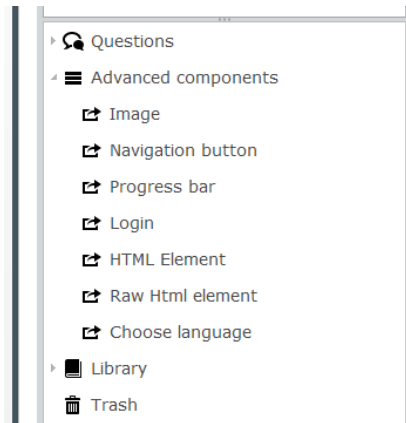 Questions
Advanced components
Image
Navigation button
Progress bar
Login
HTML Element
Raw Html element
Choose language
Library
Trash